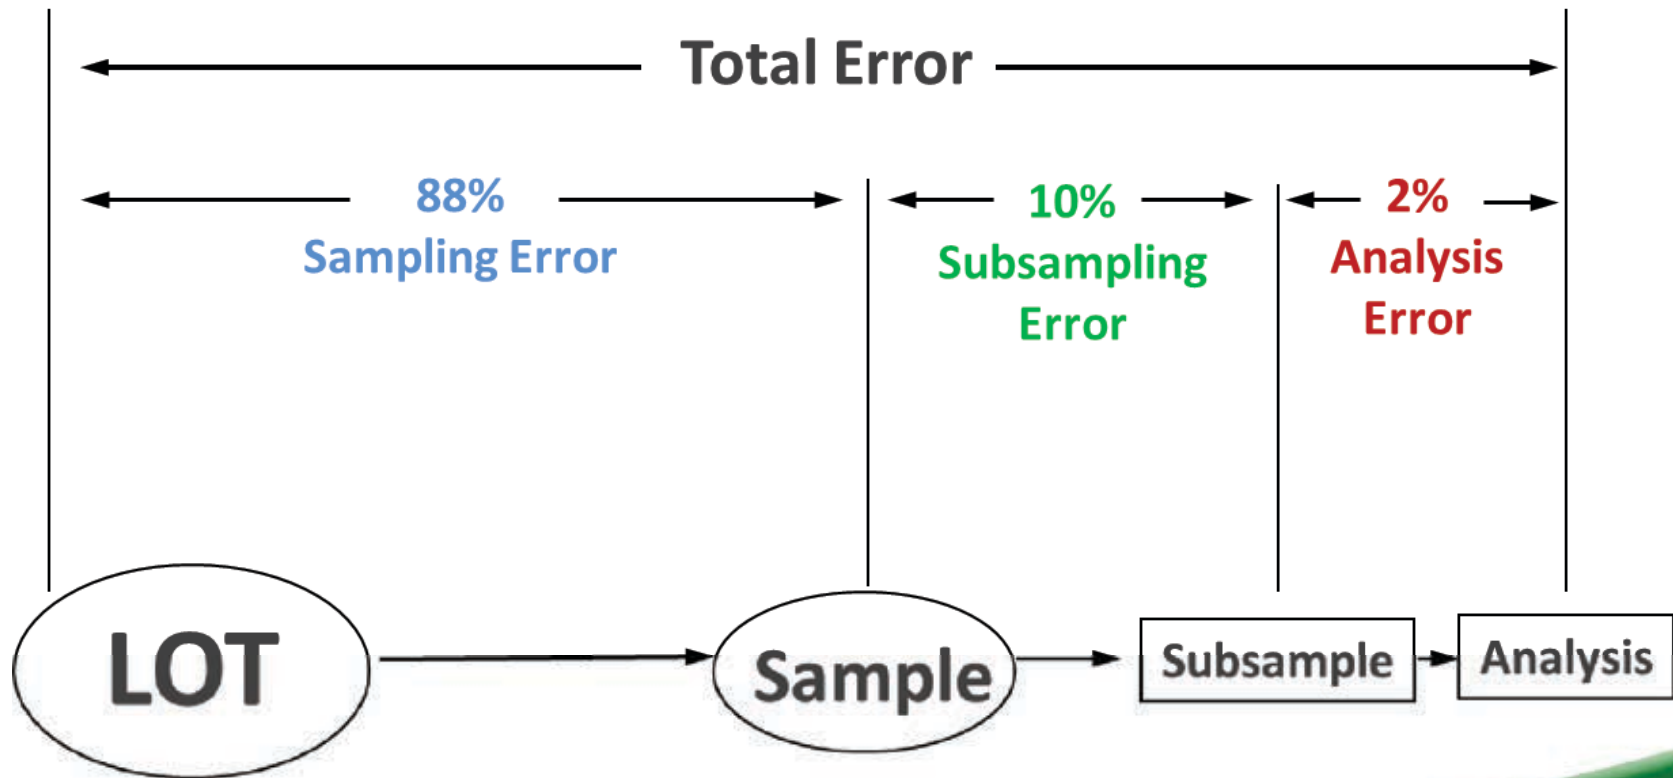 Total Error
88%
Sampling Error
10%
Subsampling
Error
2%
Analysis
Error
LOT
Sample
Subsample
Analysis